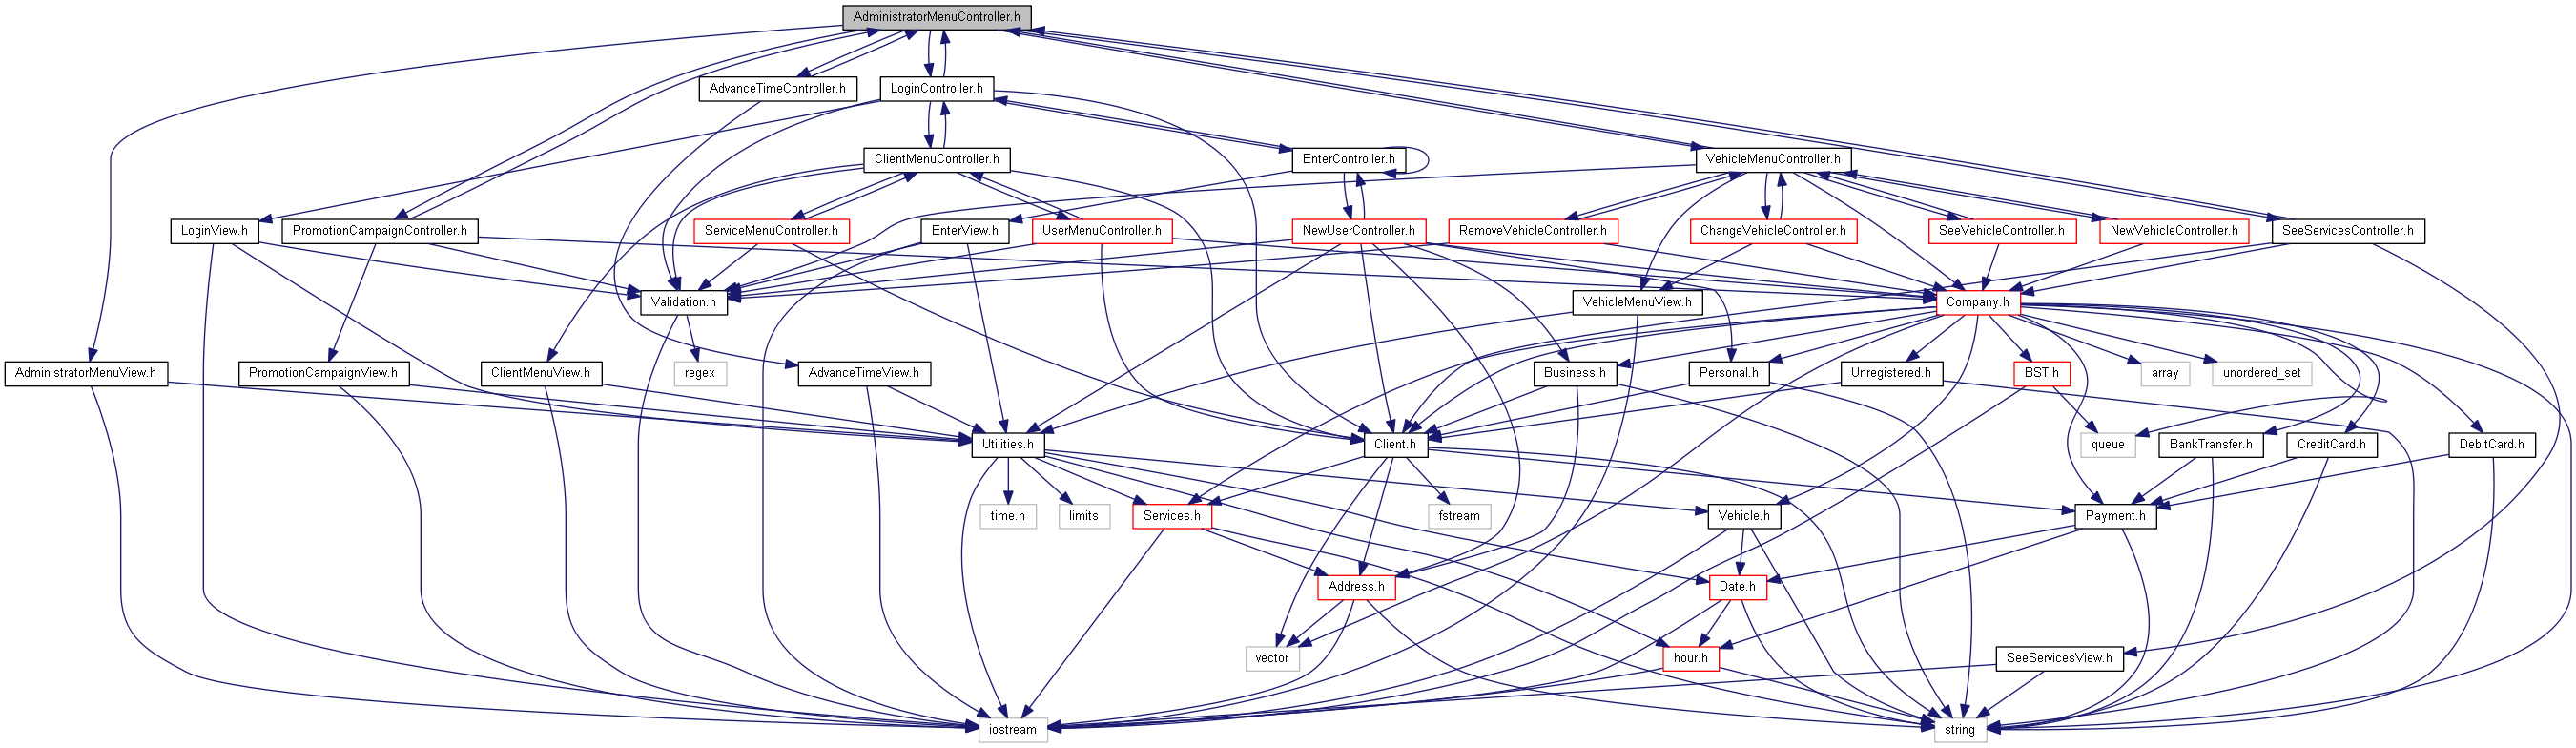 AdministratorMenuController.h
AdvanceTimeController.h
LoginController.h
ClientMenuController.h
EnterController.h
VehicleMenuController.h
LoginView.h
PromotionCampaignController.h
ServiceMenuController.h
EnterView.h
UserMenuController.h
NewUserController.h
RemoveVehicleController.h
ChangeVehicleController.h
SeeVehicleController.h
NewVehicleController.h
SeeServicesController.h
Validation.h
VehicleMenuView.h
Company.h
AdministratorMenuView.h
PromotionCampaignView.h
ClientMenuView.h
regex
AdvanceTimeView.h
Business.h
Personal.h
Unregistered.h
BST.h
array
unordered_set
Utilities.h
Client.h
queue
BankTransfer.h
CreditCard.h
DebitCard.h
time.h
limits
Services.h
fstream
Vehicle.h
Payment.h
Address.h
Date.h
vector
hour.h
SeeServicesView.h
iostream
string